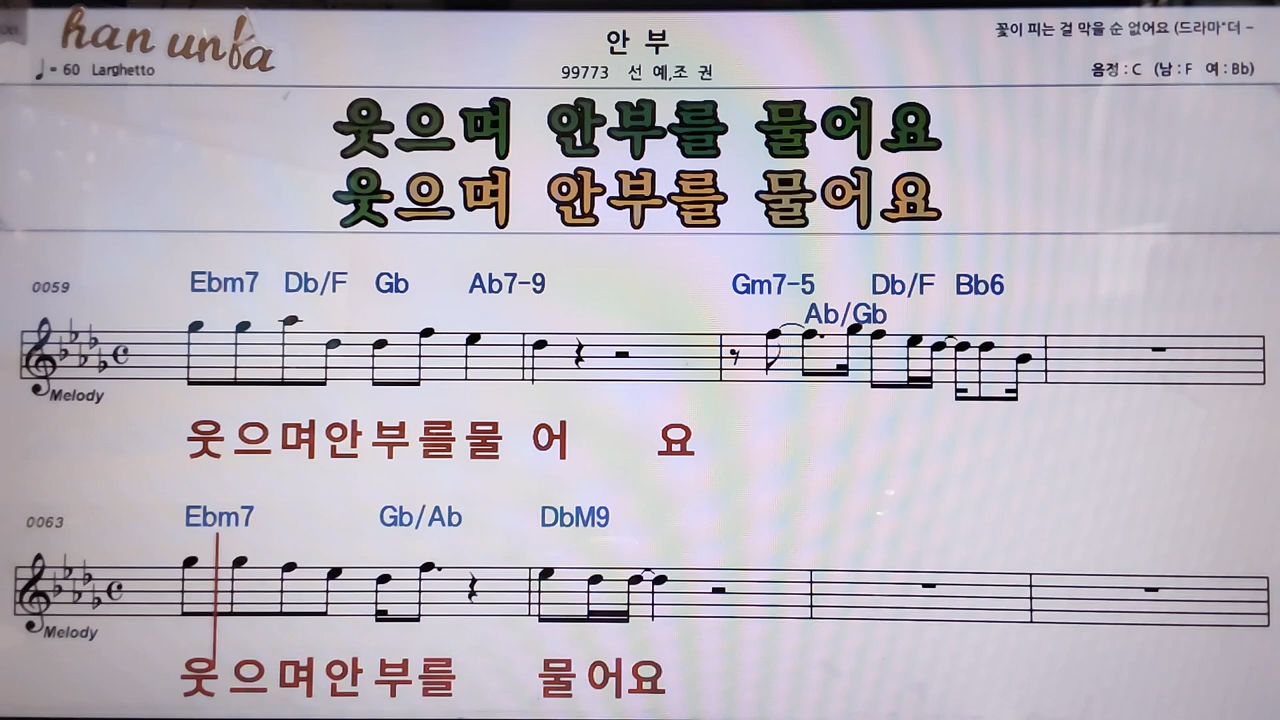 han unba
안 부
꽃이 피는 걸 막을 순 없어요 (드라마"더 -
♩= 60 Larghetto
99773 선 예,조 권
음정 : C (남 : F 여 : Bb)
웃으며 안부를 물어요
웃으며 안부를 물어요
0059 Ebm7 Db/F Gb Ab7-9 Gm7-5 Db/F Bb6
Ab/Gb
Melody
웃 으 며 안 부 를 물 어 요
0063 Ebm7 Gb/Ab DbM9
Melody
웃 으 며 안 부 를 물 어 요